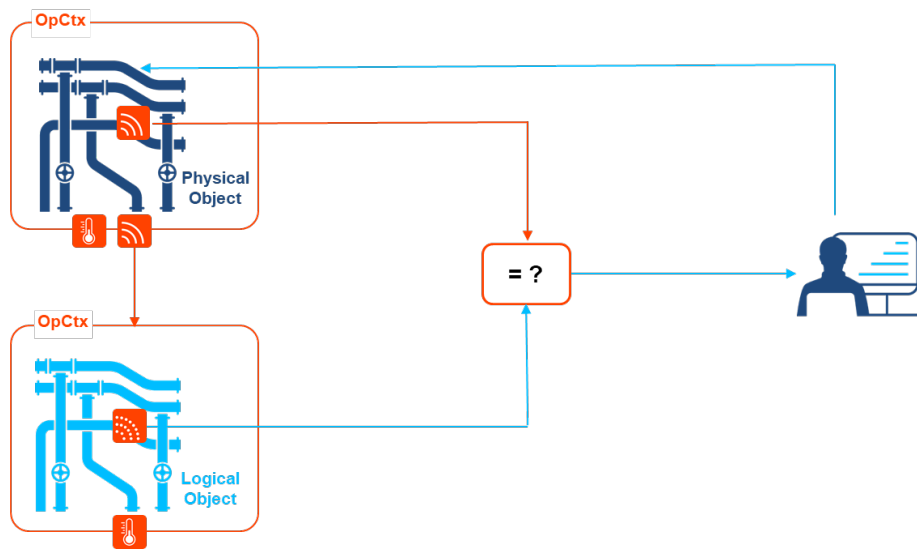 OpCtx
Physical
Object
= ?
OpCtx
Logical
Object